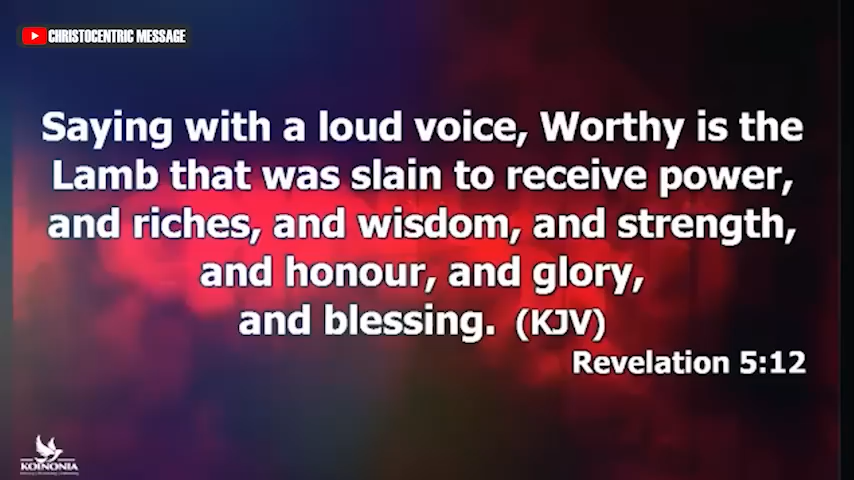 CHRISTOCENTRIC MESSAGE
Saying with a loud voice, Worthy is the
Lamb that was slain to receive power,
and riches, and wisdom, and strength,
and honour, and glory,
and blessing. (KJV)
Revelation 5:12
KOINONIA